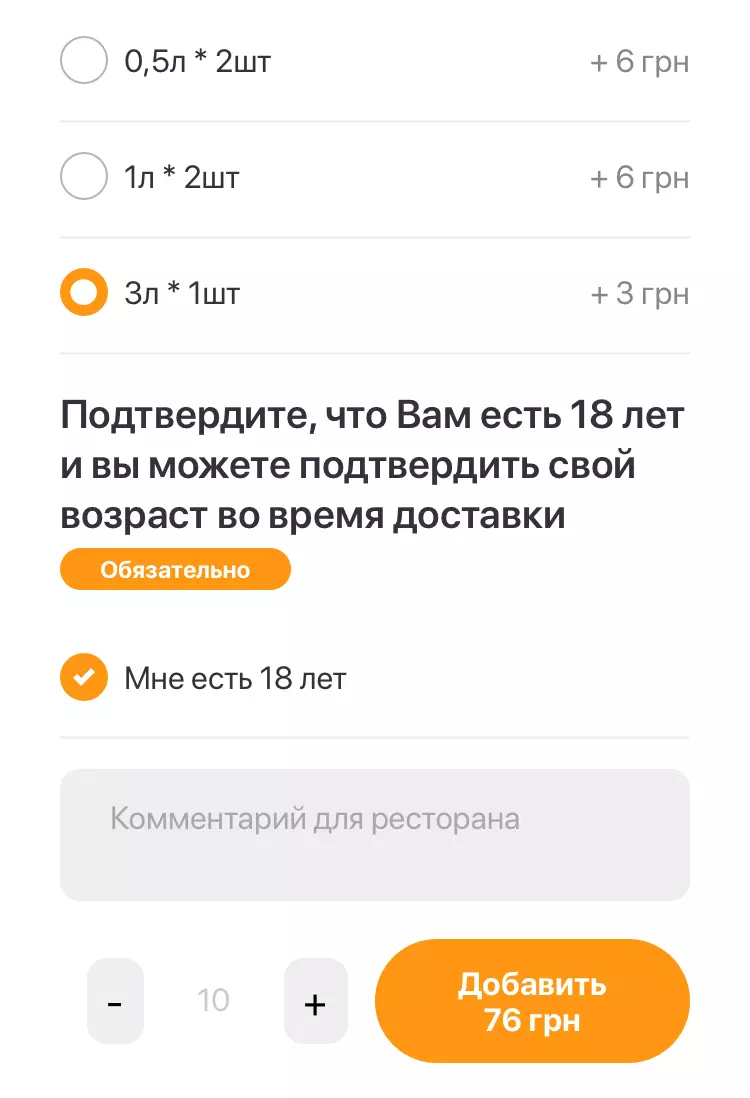 0,5л * 2шт + 6 грн
1л * 2шт + 6 грн
3л * 1шт + 3 грн
Подтвердите, что Вам есть 18 лет
и вы можете подтвердить свой
возраст во время доставки
Обязательно
Мне есть 18 лет
Комментарий для ресторана
- 10 + Добавить
76 грн